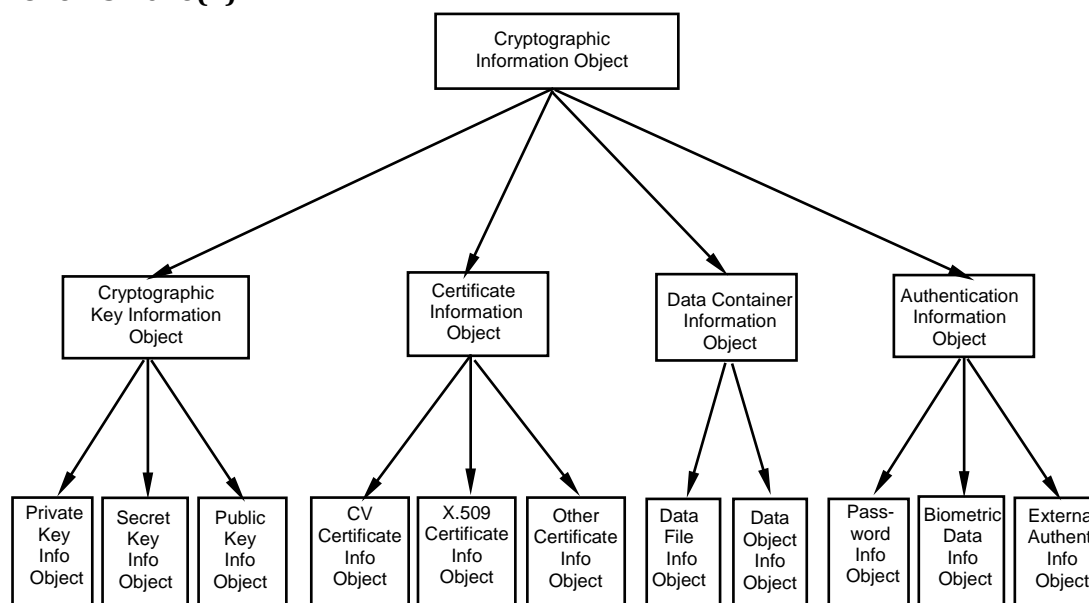 Cryptographic
Information Object
Cryptographic
Key Information
Object
Certificate
Information
Object
Data Container
Information
Object
Authentication
Information
Object
Private
Key
Info
Object
Secret
Key
Info
Object
Public
Key
Info
Object
CV
Certificate
Info
Object
X.509
Certificate
Info
Object
Other
Certificate
Info
Object
Data
File
Info
Object
Data
Object
Info
Object
Pass-
word
Info
Object
Biometric
Data
Info
Object
Externa
Authent
Info
Object